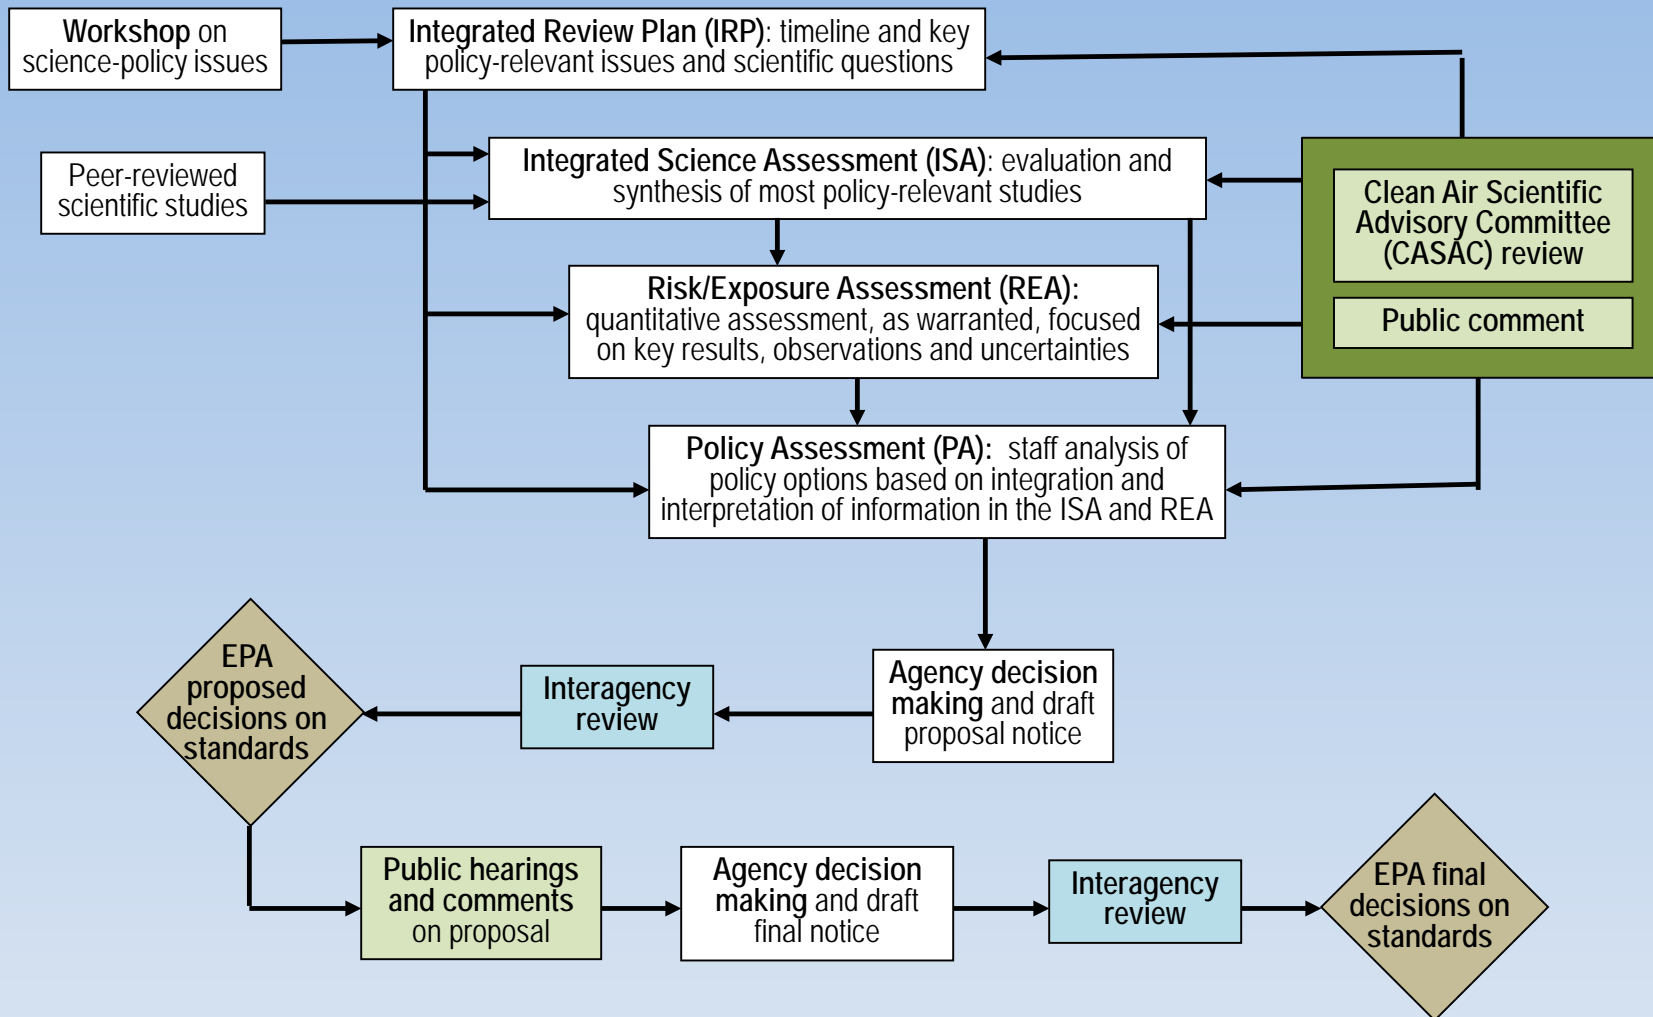 Workshop on
science-policy issues
Integrated Review Plan (IRP): timeline and key
policy-relevant issues and scientific questions
Peer-reviewed
scientific studies
Integrated Science Assessment (ISA): evaluation and
synthesis of most policy-relevant studies
Clean Air Scientific
Advisory Committee
(CASAC) review
Public comment
Risk/Exposure Assessment (REA):
quantitative assessment, as warranted, focused
on key results, observations and uncertainties
Policy Assessment (PA): staff analysis of
policy options based on integration and
interpretation of information in the ISA and REA
Agency decision
making and draft
proposal notice
Interagency
review
EPA
proposed
decisions on
standards
Public hearings
and comments
on proposal
Agency decision
making and draft
final notice
Interagency
review
EPA final
decisions on
standards